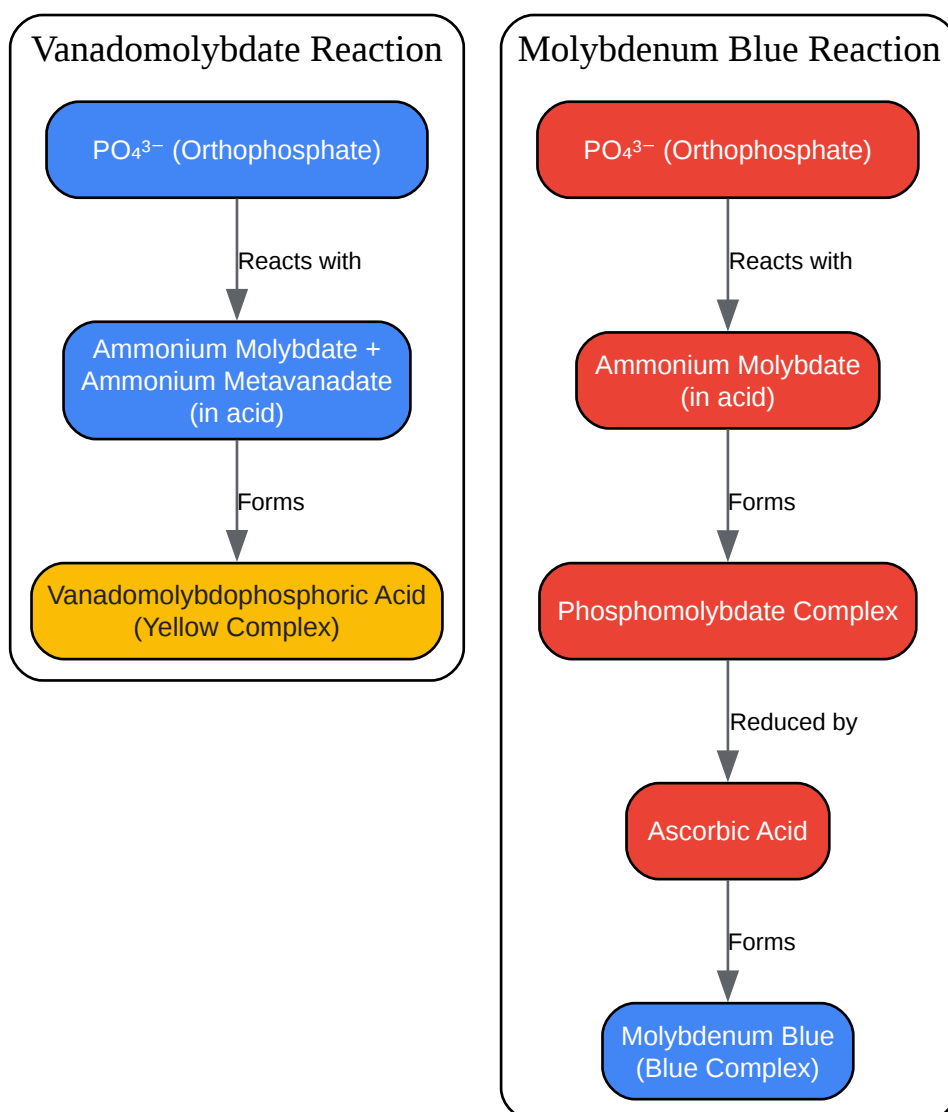 Vanadomolybdate Reaction
PO₄³⁻ (Orthophosphate)
Reacts with
Ammonium Molybdate +
Ammonium Metavanadate
(in acid)
Forms
Vanadomolybdophosphoric Acid
(Yellow Complex)
Molybdenum Blue Reaction
PO₄³⁻ (Orthophosphate)
Reacts with
Ammonium Molybdate
(in acid)
Forms
Phosphomolybdate Complex
Reduced by
Ascorbic Acid
Forms
Molybdenum Blue
(Blue Complex)